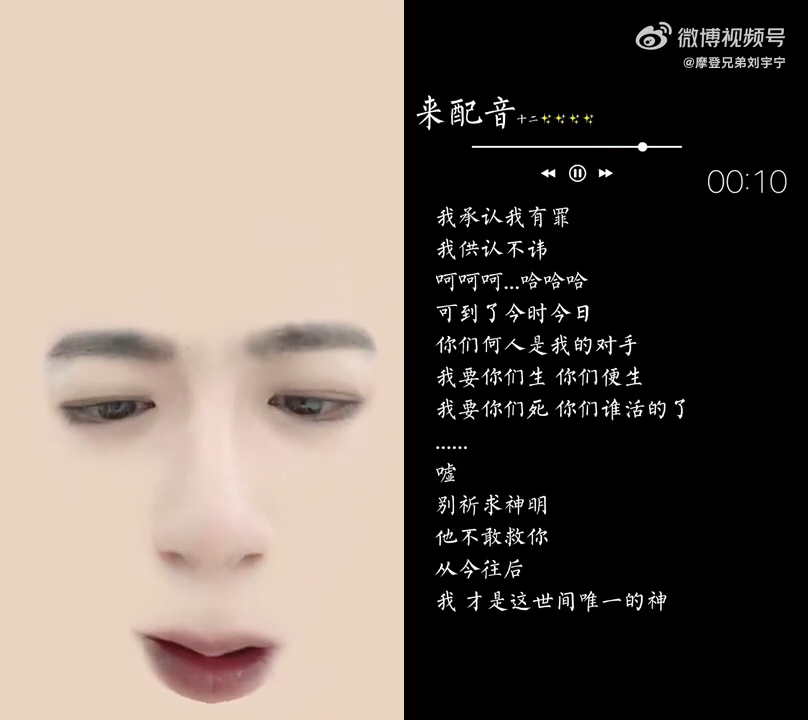 微博视频号
@摩登兄弟刘宇宁
来配音十二✨✨✨✨
00:10
我承认我有罪
我供认不讳
呵呵呵...哈哈哈
可到了今时今日
你们何人是我的对手
我要你们生 你们便生
我要你们死 你们谁活的了
......
嘘
别祈求神明
他不敢救你
从今往后
我 才是这世间唯一的神